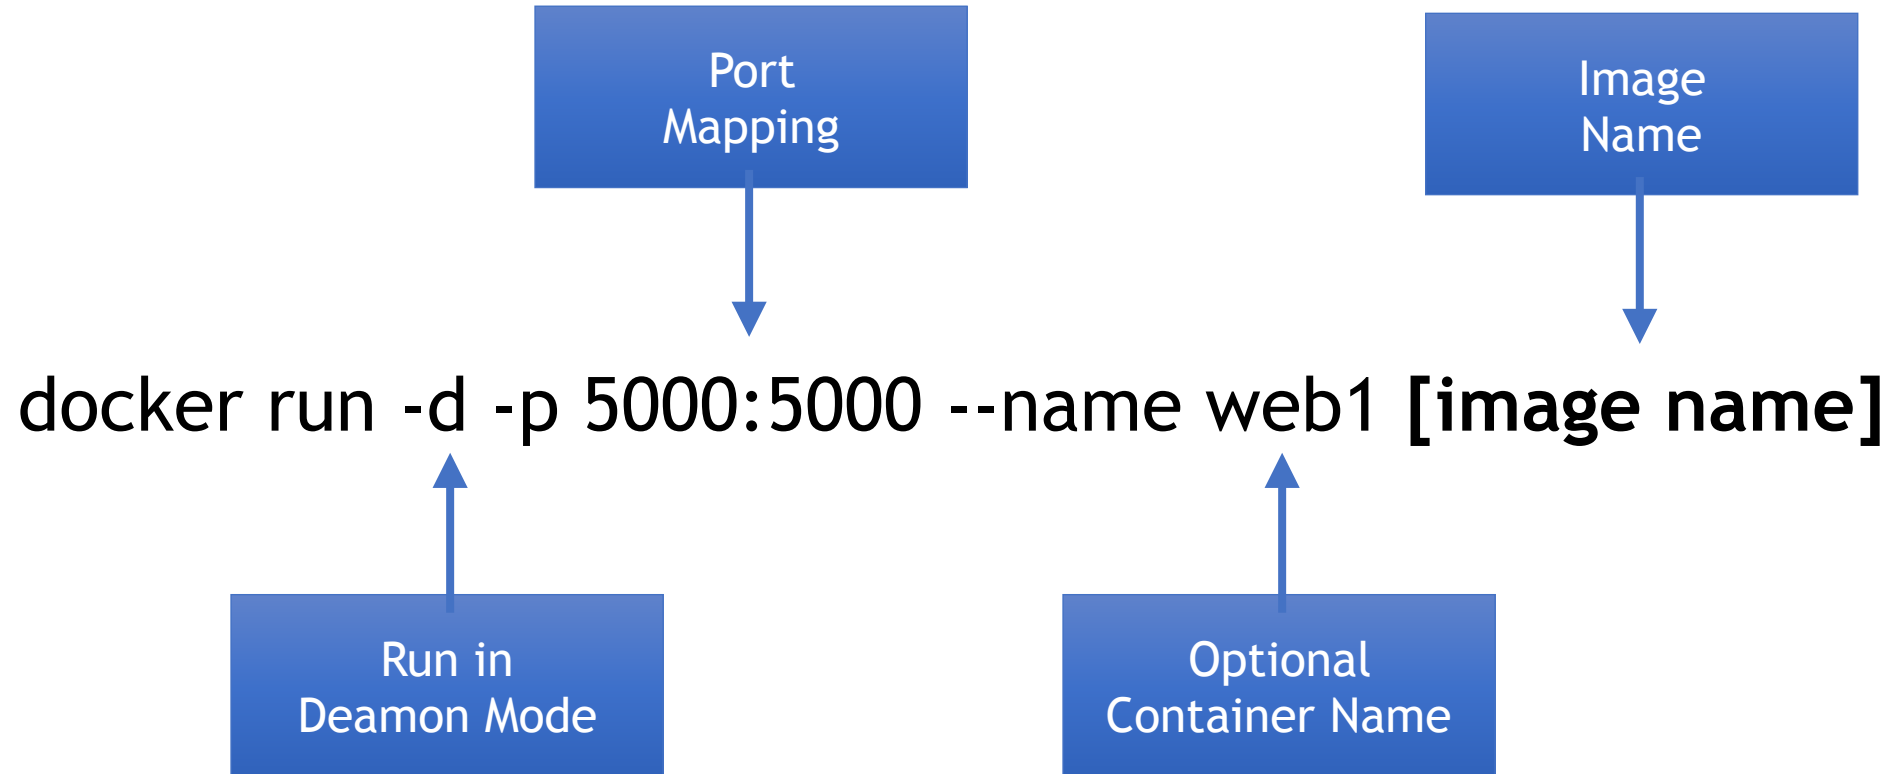 Port
Mapping
Image
Name
docker run -d -p 5000:5000 --name web1 [image name]
Run in
Deamon Mode
Optional
Container Name